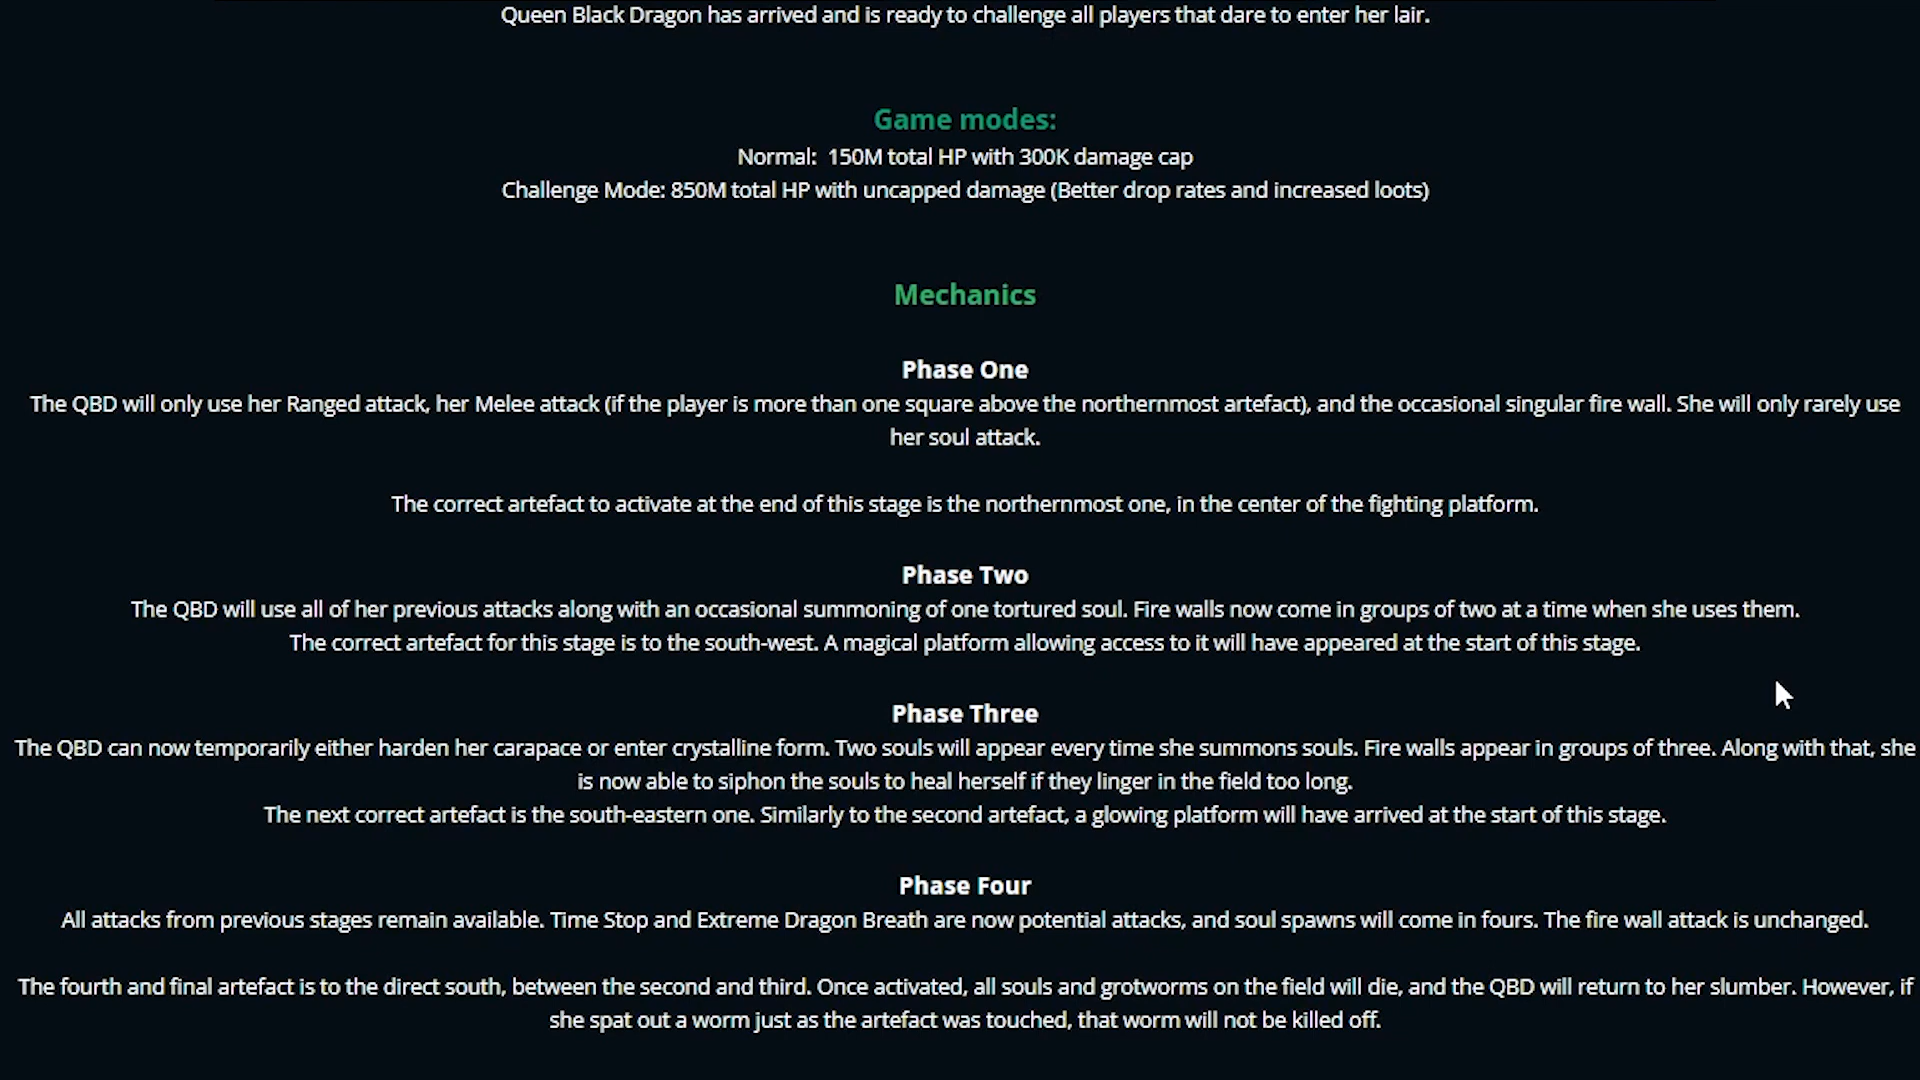 Queen Black Dragon has arrived and is ready to challenge all players that dare to enter her lair.
Game modes:
Normal:  150M total HP with 300K damage cap
Challenge Mode: 850M total HP with uncapped damage (Better drop rates and increased loots)
Mechanics
Phase One
The QBD will only use her Ranged attack, her Melee attack (if the player is more than one square above the northernmost artefact), and the occasional singular fire wall. She will only rarely use
her soul attack.
The correct artefact to activate at the end of this stage is the northernmost one, in the center of the fighting platform.
Phase Two
The QBD will use all of her previous attacks along with an occasional summoning of one tortured soul. Fire walls now come in groups of two at a time when she uses them.
The correct artefact for this stage is to the south-west. A magical platform allowing access to it will have appeared at the start of this stage.
Phase Three
The QBD can now temporarily either harden her carapace or enter crystalline form. Two souls will appear every time she summons souls. Fire walls appear in groups of three. Along with that, she
is now able to siphon the souls to heal herself if they linger in the field too long.
The next correct artefact is the south-eastern one. Similarly to the second artefact, a glowing platform will have arrived at the start of this stage.
Phase Four
All attacks from previous stages remain available. Time Stop and Extreme Dragon Breath are now potential attacks, and soul spawns will come in fours. The fire wall attack is unchanged.
The fourth and final artefact is to the direct south, between the second and third. Once activated, all souls and grotworms on the field will die, and the QBD will return to her slumber. However, if
she spat out a worm just as the artefact was touched, that worm will not be killed off.